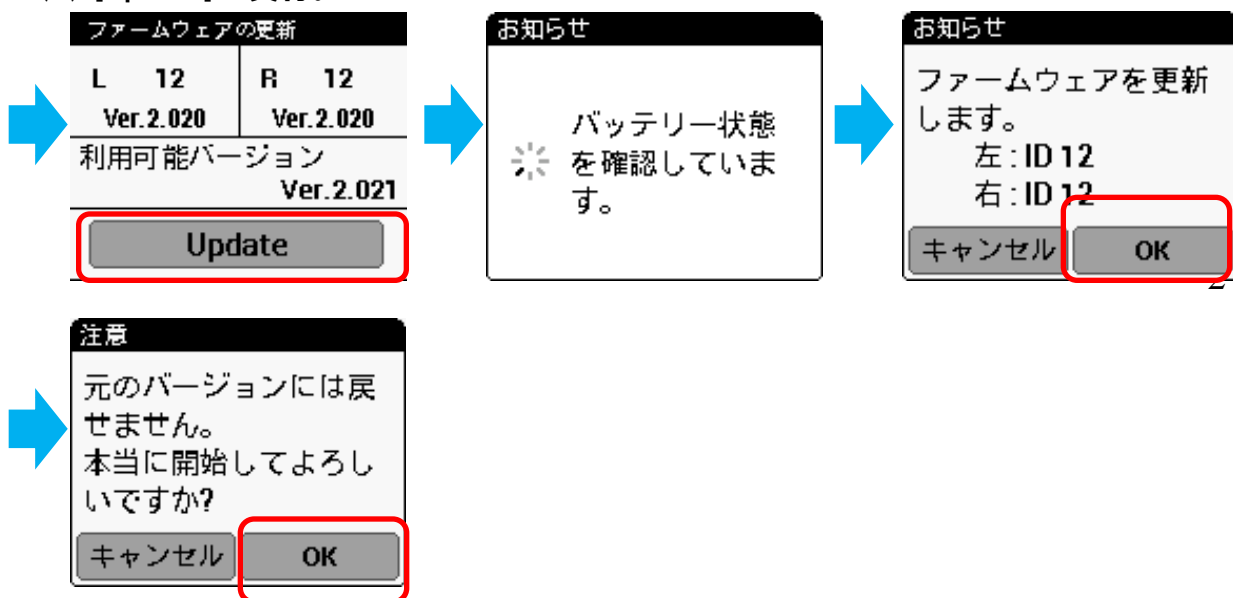 ファームウェアの更新
L 12 R 12
Ver.2.020 Ver.2.020
利用可能バージョン
Ver.2.021
Update
お知らせ
バッテリー状態
を確認していま
す。
お知らせ
ファームウェアを更新
します。
左:ID 12
右:ID 12
キャンセル OK
注意
元のバージョンには戻
せません。
本当に開始してよろし
いですか?
キャンセル OK